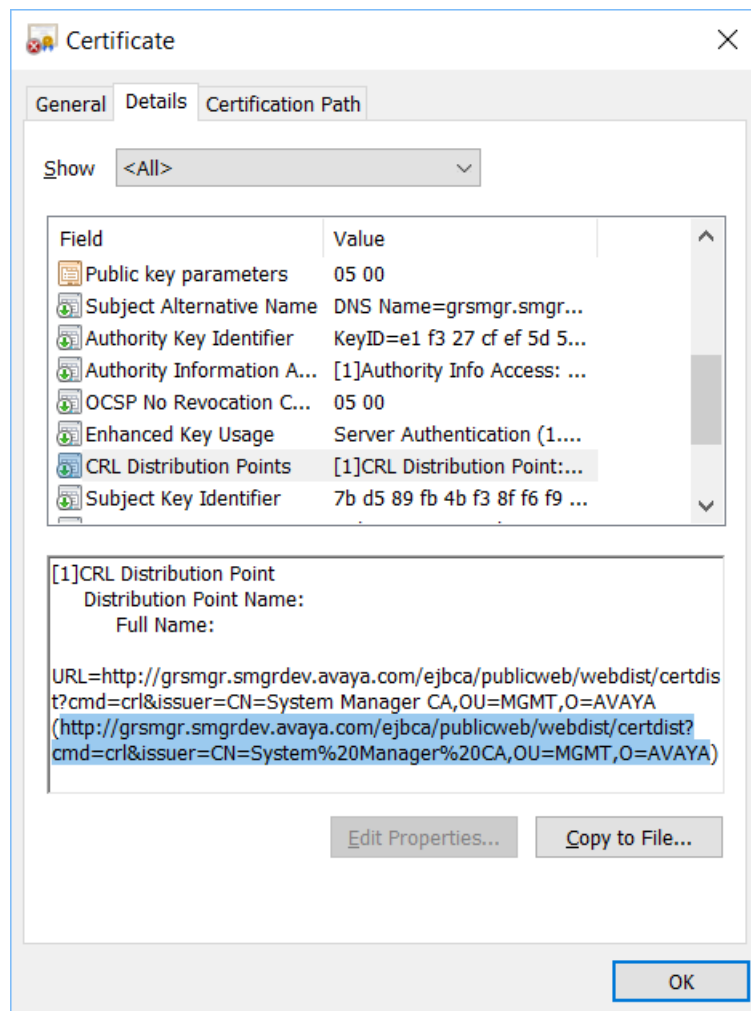 Certificate
General Details Certification Path
Show <All>
Field Value
Public key parameters 05 00
Subject Alternative Name DNS Name=grsmgr.smgr...
Authority Key Identifier KeyID=e1 f3 27 cf ef 5d 5...
Authority Information A... [1]Authority Info Access: ...
OCSP No Revocation C... 05 00
Enhanced Key Usage Server Authentication (1....
CRL Distribution Points [1]CRL Distribution Point:...
Subject Key Identifier 7b d5 89 fb 4b f3 8f f6 f9 ...
[1]CRL Distribution Point
Distribution Point Name:
Full Name:
URL=http://grsmgr.smgrdev.avaya.com/ejbca/publicweb/webdist/certdis
t?cmd=crl&issuer=CN=System Manager CA,OU=MGMT,O=AVAYA
(http://grsmgr.smgrdev.avaya.com/ejbca/publicweb/webdist/certdist?
cmd=crl&issuer=CN=System%20Manager%20CA,OU=MGMT,O=AVAYA)
Edit Properties... Copy to File...
OK